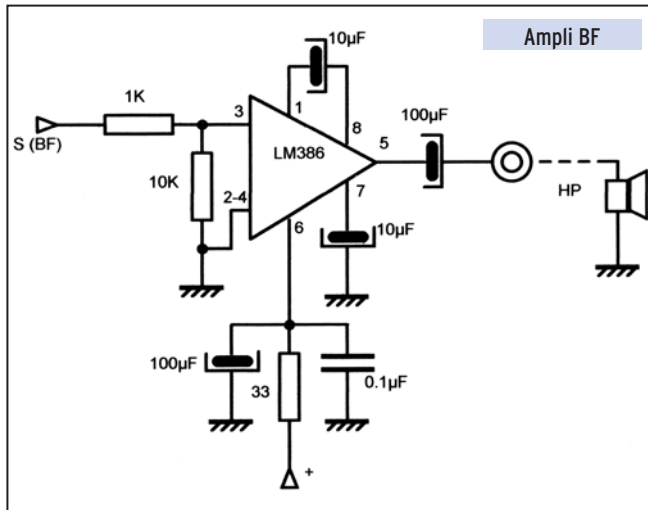 Ampli BF
10µF
1K
3
1
8
100µF
5
S (BF)
LM386
10K
2-4
7
HP
6
10µF
100µF
33
0.1µF
+